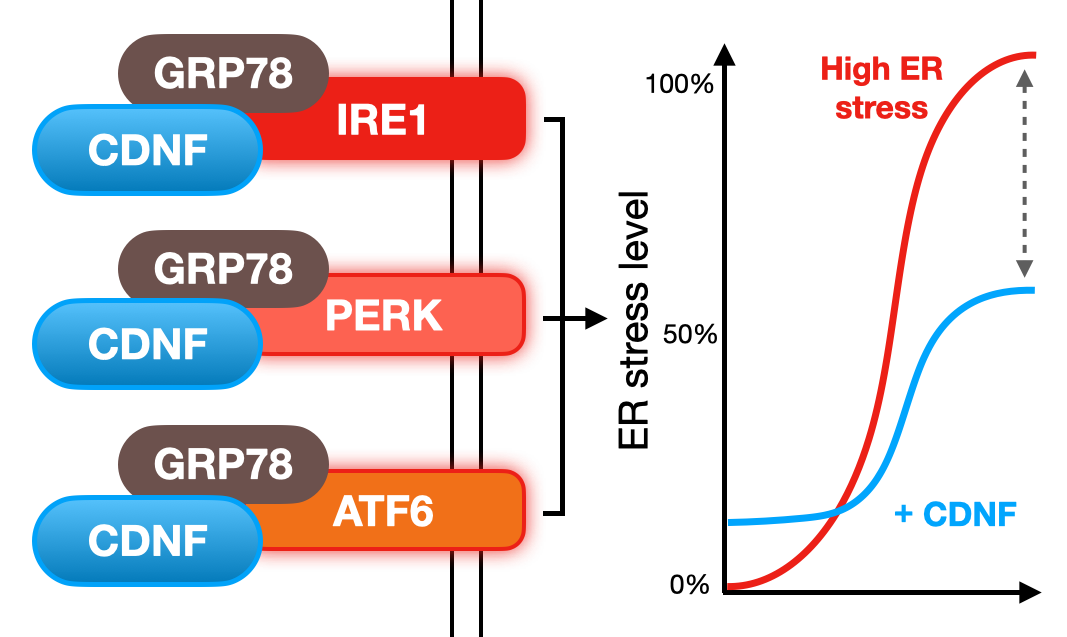 GRP78
IRE1
CDNF
GRP78
PERK
CDNF
GRP78
ATF6
CDNF
ER stress level
100%
50%
0%
High ER
stress
+ CDNF